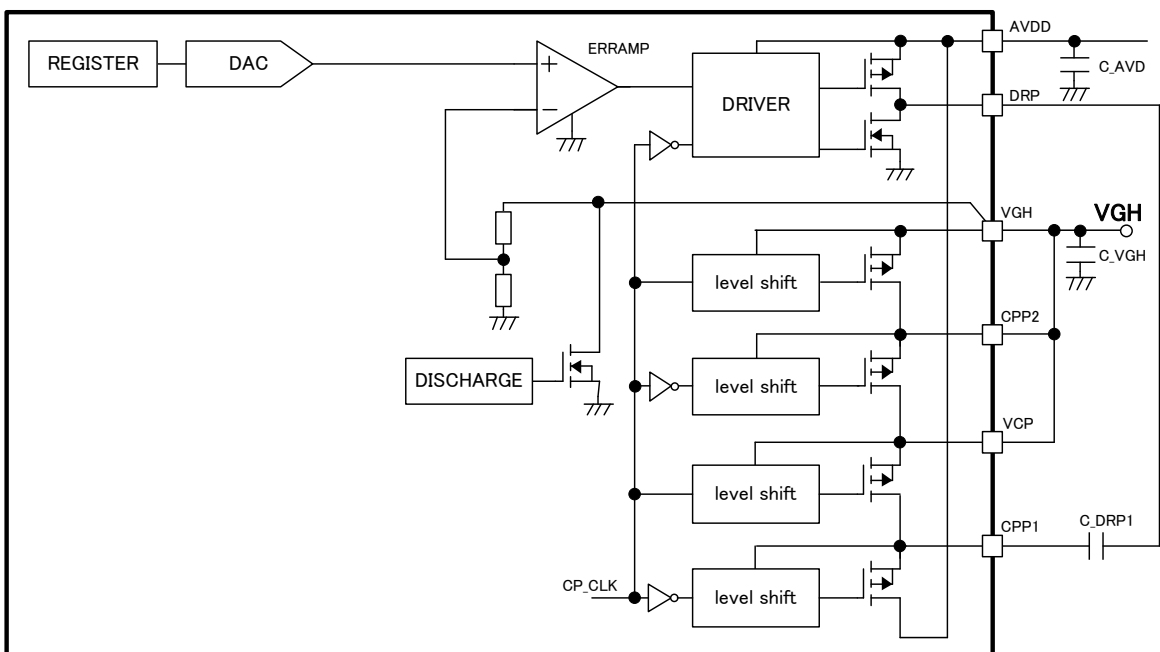 AVDD
REGISTER
DAC
ERRAMP
+
−
DRIVER
C_AVD
DRP
VGH
VGH
C_VGH
level shift
CPP2
DISCHARGE
level shift
VCP
level shift
CPP1
C_DRP1
CP_CLK
level shift